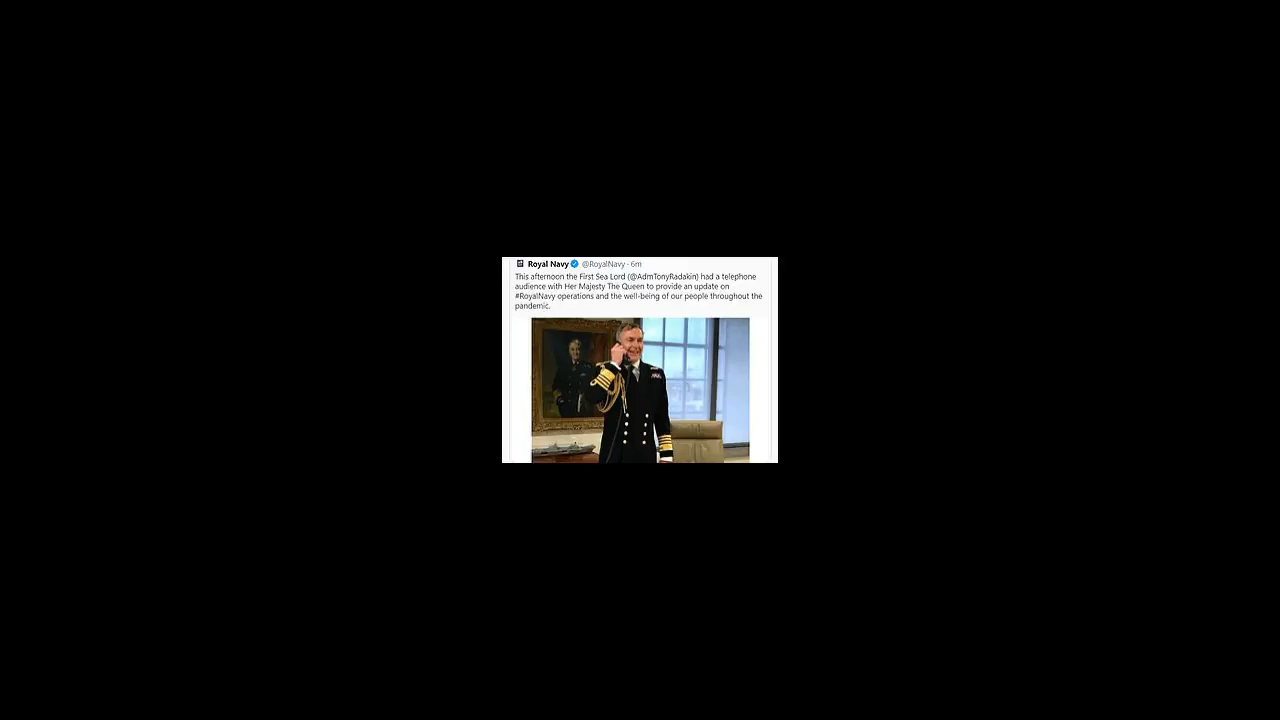 Royal Navy @RoyalNavy · 6m
This afternoon the First Sea Lord (@AdmTonyRadakin) had a telephone
audience with Her Majesty The Queen to provide an update on
#RoyalNavy operations and the well-being of our people throughout the
pandemic.